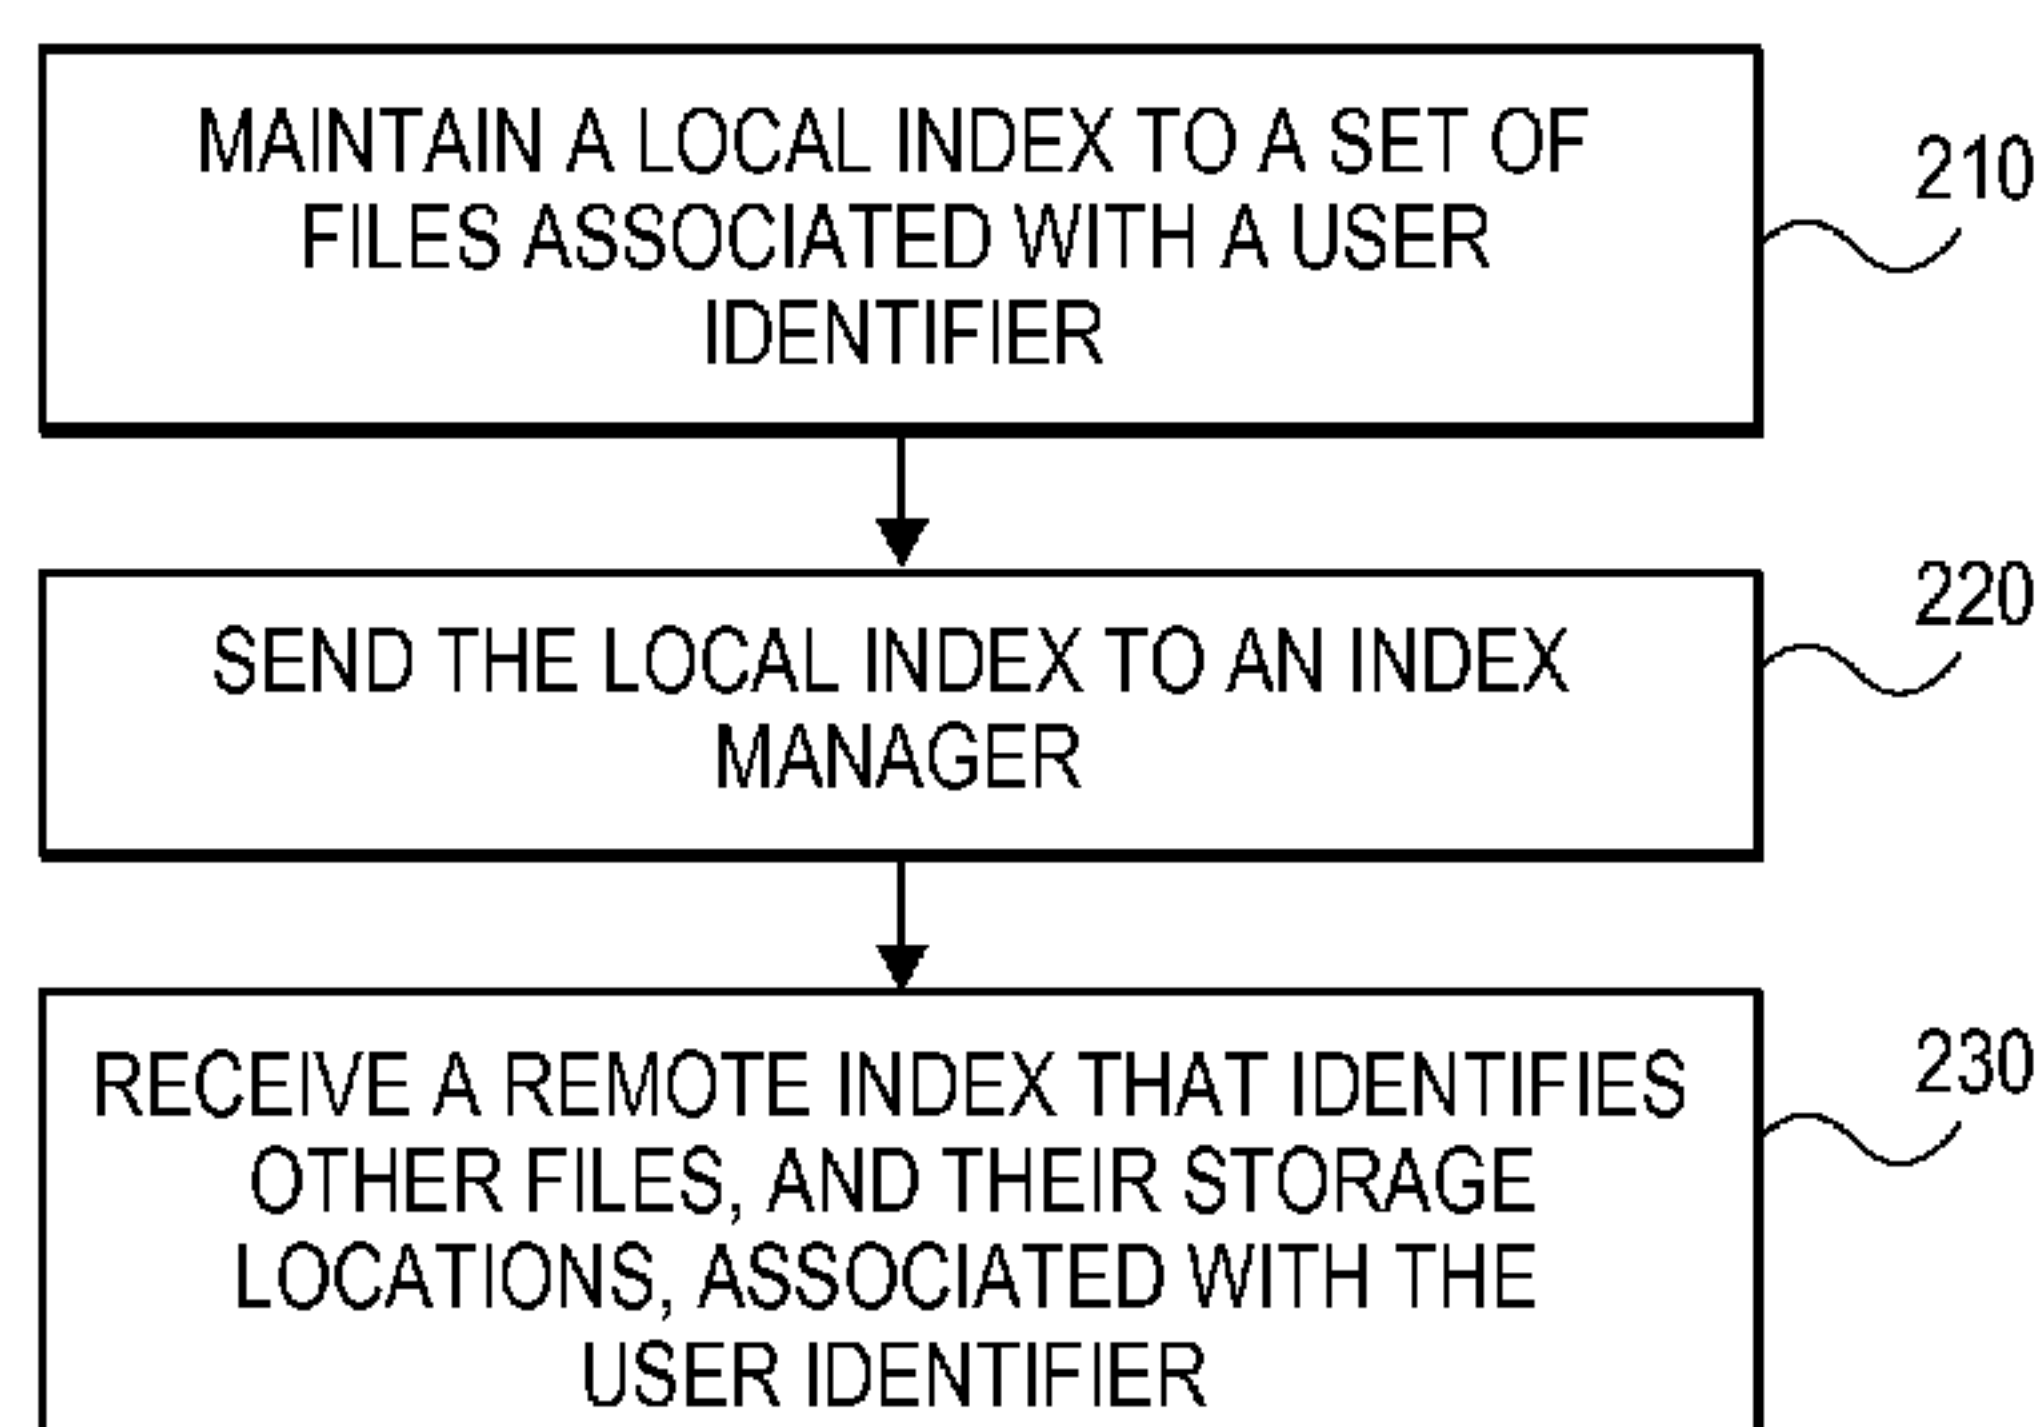 MAINTAIN A LOCAL INDEX TO A SET OF
FILES ASSOCIATED WITH A USER
IDENTIFIER
210
SEND THE LOCAL INDEX TO AN INDEX
MANAGER
220
RECEIVE A REMOTE INDEX THAT IDENTIFIES
OTHER FILES, AND THEIR STORAGE
LOCATIONS, ASSOCIATED WITH THE
USER IDENTIFIER
230